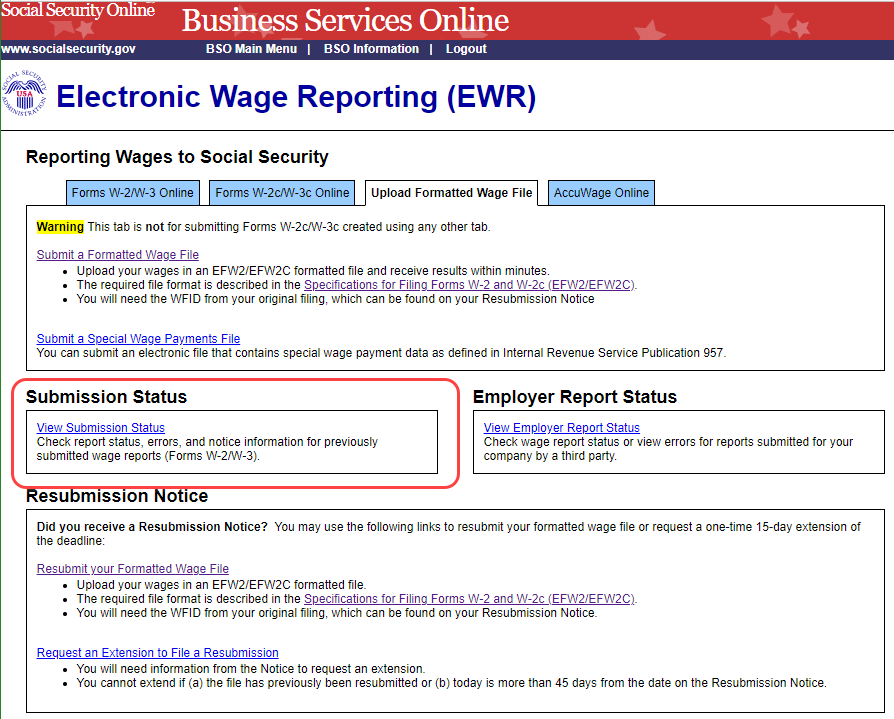 Social Security Online
Business Services Online
www.socialsecurity.gov BSO Main Menu | BSO Information | Logout
SOCIAL SECURITY ADMINISTRATION
USA
Electronic Wage Reporting (EWR)
Reporting Wages to Social Security
Forms W-2/W-3 Online Forms W-2c/W-3c Online Upload Formatted Wage File AccuWage Online
Warning This tab is not for submitting Forms W-2c/W-3c created using any other tab.
Submit a Formatted Wage File
• Upload your wages in an EFW2/EFW2C formatted file and receive results within minutes.
• The required file format is described in the Specifications for Filing Forms W-2 and W-2c (EFW2/EFW2C).
• You will need the WFID from your original filing, which can be found on your Resubmission Notice
Submit a Special Wage Payments File
You can submit an electronic file that contains special wage payment data as defined in Internal Revenue Service Publication 957.
Submission Status
View Submission Status
Check report status, errors, and notice information for previously
submitted wage reports (Forms W-2/W-3).
Employer Report Status
View Employer Report Status
Check wage report status or view errors for reports submitted for your
company by a third party.
Resubmission Notice
Did you receive a Resubmission Notice? You may use the following links to resubmit your formatted wage file or request a one-time 15-day extension of
the deadline:
Resubmit your Formatted Wage File
• Upload your wages in an EFW2/EFW2C formatted file.
• The required file format is described in the Specifications for Filing Forms W-2 and W-2c (EFW2/EFW2C).
• You will need the WFID from your original filing, which can be found on your Resubmission Notice.
Request an Extension to File a Resubmission
• You will need information from the Notice to request an extension.
• You cannot extend if (a) the file has previously been resubmitted or (b) today is more than 45 days from the date on the Resubmission Notice.